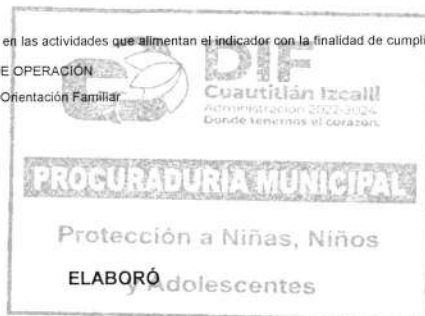 en las actividades que alimentan el indicador con la finalidad de cumpli
E OPERACIÓN
Orientación Familiar
DIF
Cuautitlán Izcalli
Administración 2022-2024
Donde tenemos el corazón.
PROCURADURÍA MUNICIPAL
Protección a Niñas, Niños
y Adolescentes
ELABORÓ